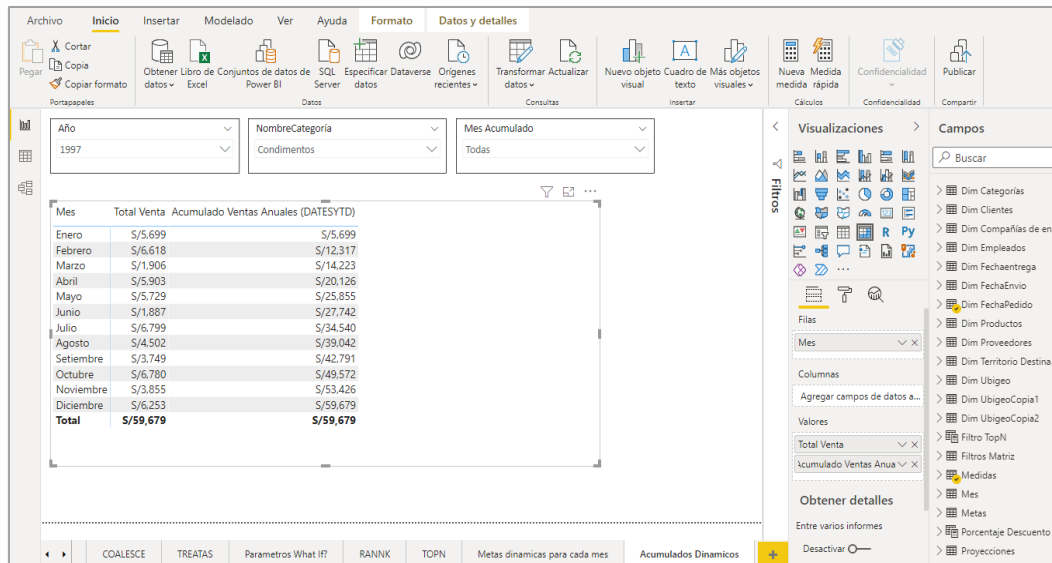 Archivo Inicio Insertar Modelado Ver Ayuda Formato Datos y detalles
Pegar
Cortar
Copia
Copiar formato
Portapapeles
Obtener datos
Libro de Excel
Conjuntos de datos de Power BI
SQL Server
Especificar datos
Dataverse
Orígenes recientes
Datos
Transformar datos
Actualizar
Consultas
Nuevo objeto visual
Cuadro de texto
Más objetos visuales
Insertar
Nueva medida
Medida rápida
Cálculos
Confidencialidad
Confidencialidad
Publicar
Compartir
Año
1997
NombreCategoría
Condimentos
Mes Acumulado
Todas
Mes Total Venta Acumulado Ventas Anuales (DATESYTD)
Enero S/5,699 S/5,699
Febrero S/6,618 S/12,317
Marzo S/1,906 S/14,223
Abril S/5,903 S/20,126
Mayo S/5,729 S/25,855
Junio S/1,887 S/27,742
Julio S/6,799 S/34,540
Agosto S/4,502 S/39,042
Setiembre S/3,749 S/42,791
Octubre S/6,780 S/49,572
Noviembre S/3,855 S/53,426
Diciembre S/6,253 S/59,679
Total S/59,679 S/59,679
Filtros
Visualizaciones
R Py
Filas
Mes
Columnas
Agregar campos de datos a...
Valores
Total Venta
Acumulado Ventas Anua
Obtener detalles
Entre varios informes
Desactivar
Campos
Buscar
Dim Categorías
Dim Clientes
Dim Compañías de en
Dim Empleados
Dim Fechaentrega
Dim FechaEnvio
Dim FechaPedido
Dim Productos
Dim Proveedores
Dim Territorio Destina
Dim Ubigeo
Dim UbigeoCopia1
Dim UbigeoCopia2
Filtro TopN
Filtros Matriz
Medidas
Mes
Metas
Porcentaje Descuento
Proyecciones
COALESCE TREATAS Parametros What If? RANNK TOPN Metas dinamicas para cada mes Acumulados Dinamicos